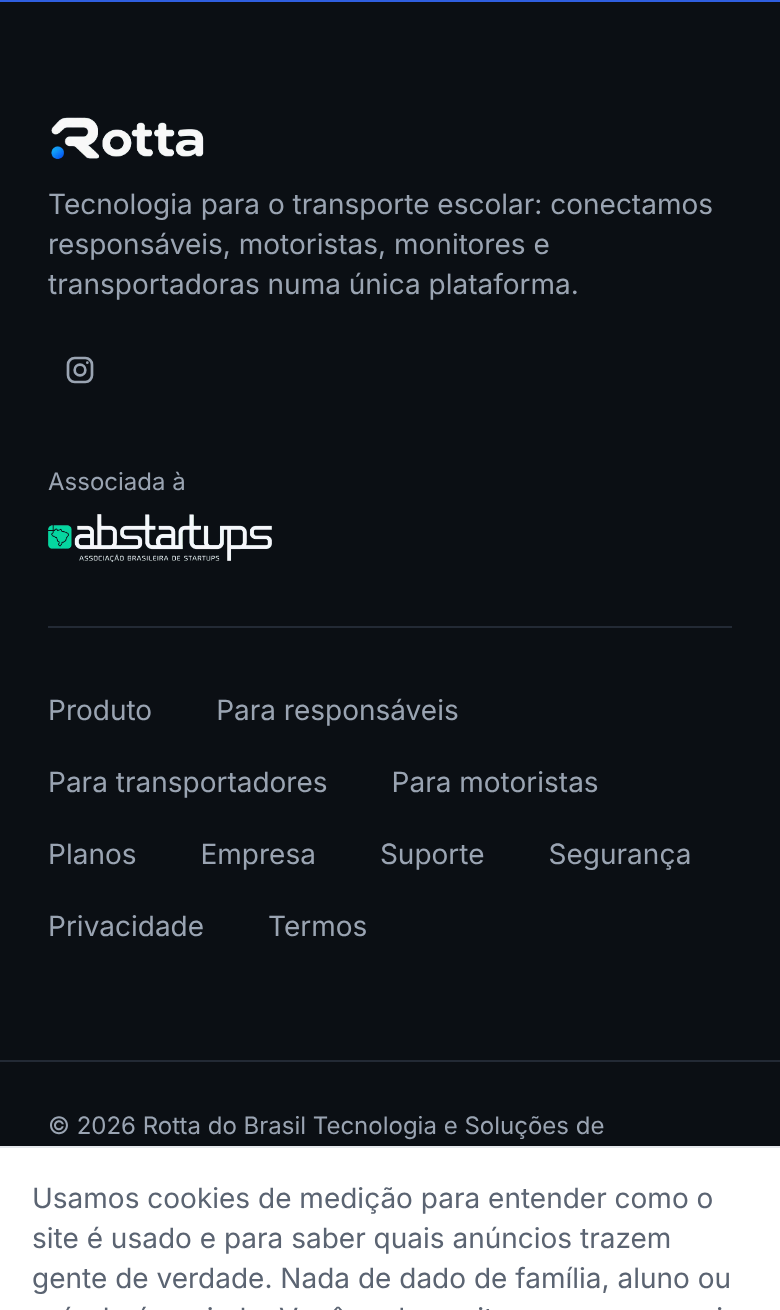 Rotta
Tecnologia para o transporte escolar: conectamos
responsáveis, motoristas, monitores e
transportadoras numa única plataforma.
Associada à
abstartups
ASSOCIAÇÃO BRASILEIRA DE STARTUPS
Produto Para responsáveis
Para transportadores Para motoristas
Planos Empresa Suporte Segurança
Privacidade Termos
© 2026 Rotta do Brasil Tecnologia e Soluções de
Usamos cookies de medição para entender como o
site é usado e para saber quais anúncios trazem
gente de verdade. Nada de dado de família, aluno ou